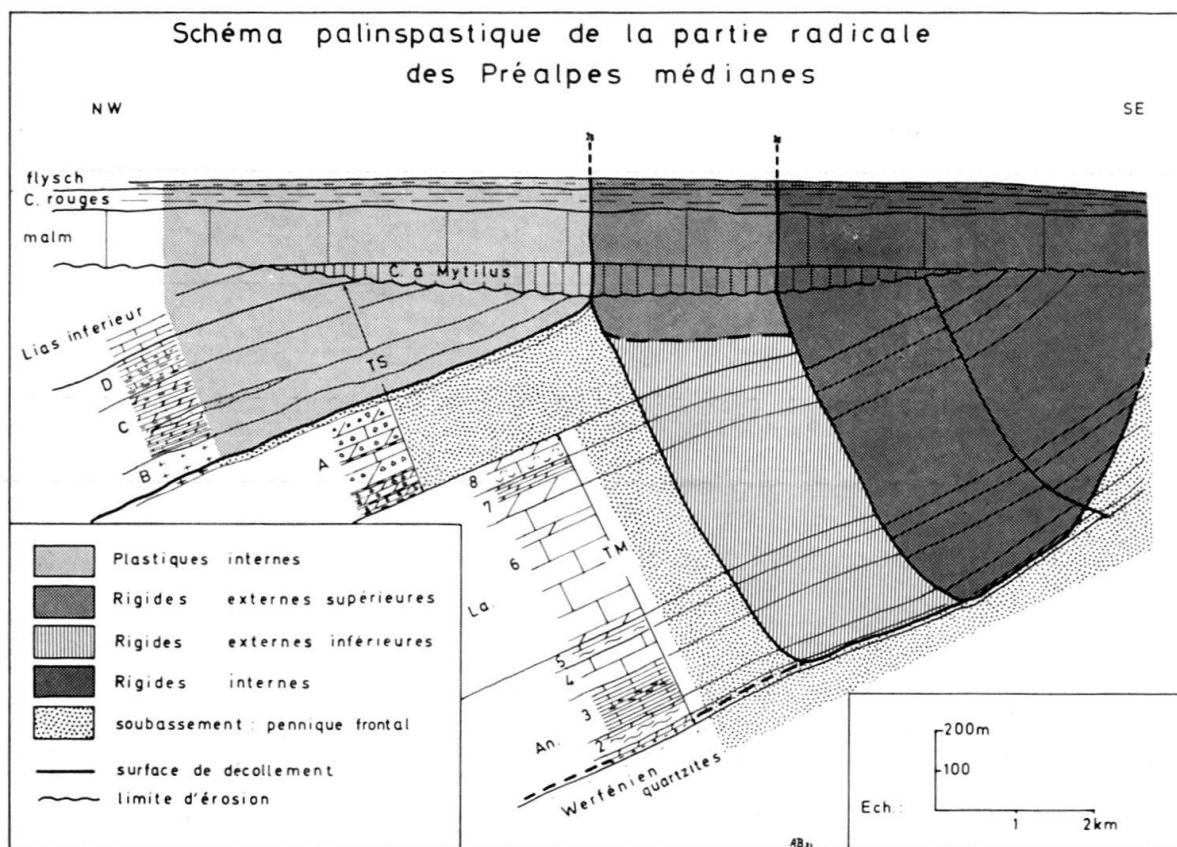 Schéma palinspastique de la partie radicale
des Préalpes médianes
NW
SE
flysch
C. rouges
malm
C. à Mytilus
Lias inférieur
D
C
B
TS
A
8
7
6
TM
La.
5
4
3
An.
2
Werfénien
quartzites
Plastiques internes
Rigides externes supérieures
Rigides externes inférieures
Rigides internes
soubassement : pennique frontal
surface de décollement
limite d'érosion
200m
100
Ech. :
1
2km